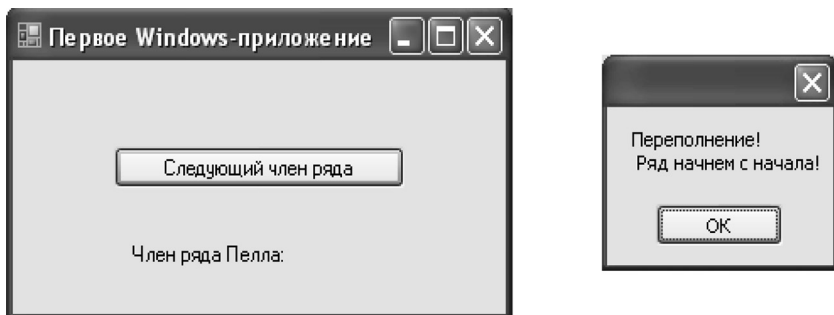 Первое Windows-приложение
Следующий член ряда
Член ряда Пелла:
Переполнение!
Ряд начнем с начала!
OK